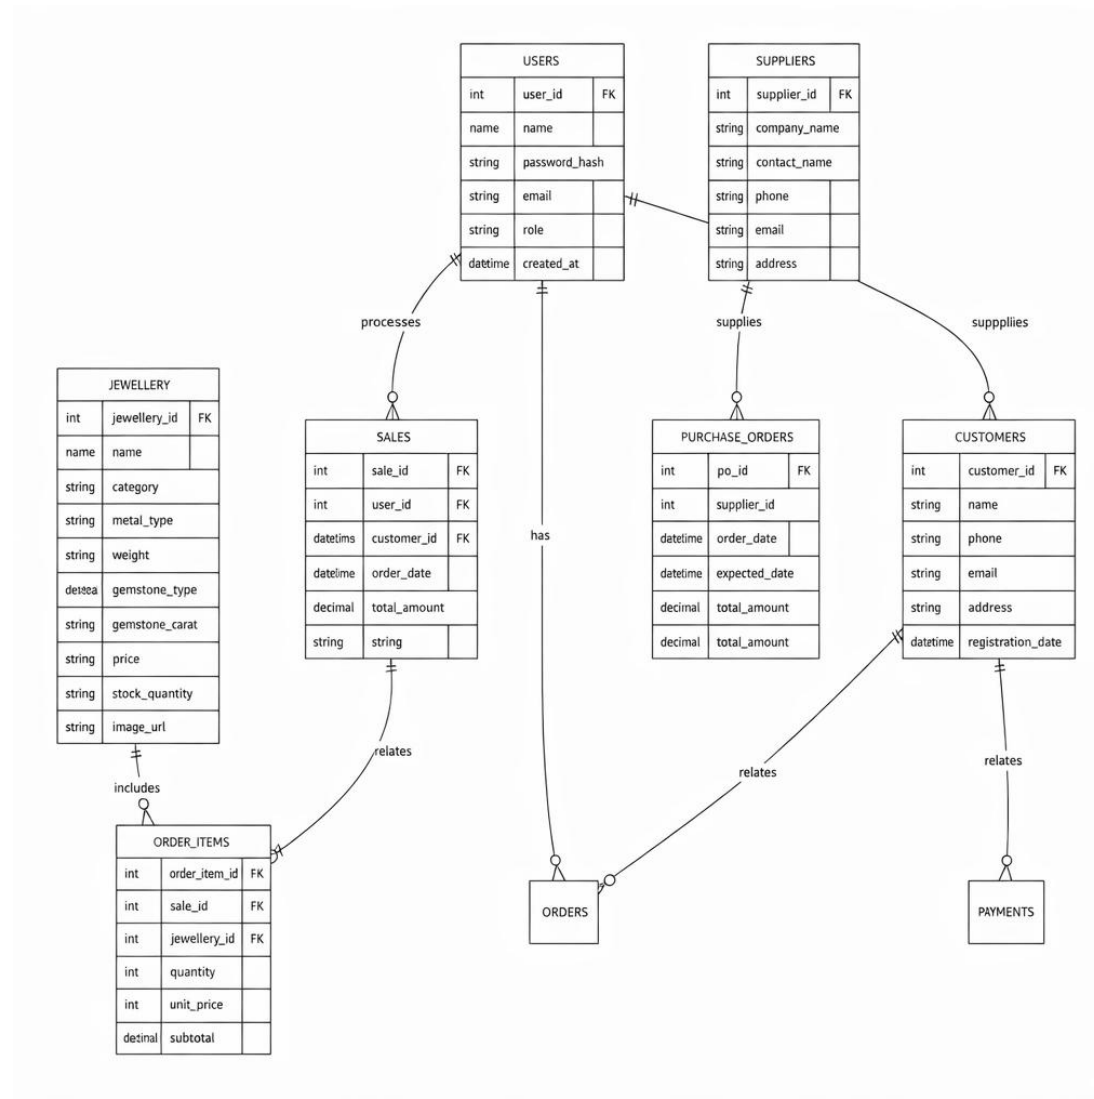 USERS
int user_id FK
name name
string password_hash
string email
string role
datetime created_at
SUPPLIERS
int supplier_id FK
string company_name
string contact_name
string phone
string email
string address
processes
supplies
supppliies
JEWELLERY
int jewellery_id FK
name name
string category
string metal_type
string weight
gemstone_type
string gemstone_carat
string price
string stock_quantity
string image_url
SALES
int sale_id FK
int user_id FK
datetims customer_id FK
datetime order_date
decimal total_amount
string string
has
PURCHASE_ORDERS
int po_id FK
int supplier_id
datetime order_date
datetime expected_date
decimal total_amount
decimal total_amount
CUSTOMERS
int customer_id FK
string name
string phone
string email
string address
datetime registration_date
includes
relates
relates
relates
ORDER_ITEMS
int order_item_id FK
int sale_id FK
int jewellery_id FK
int quantity
int unit_price
subtotal
ORDERS
PAYMENTS